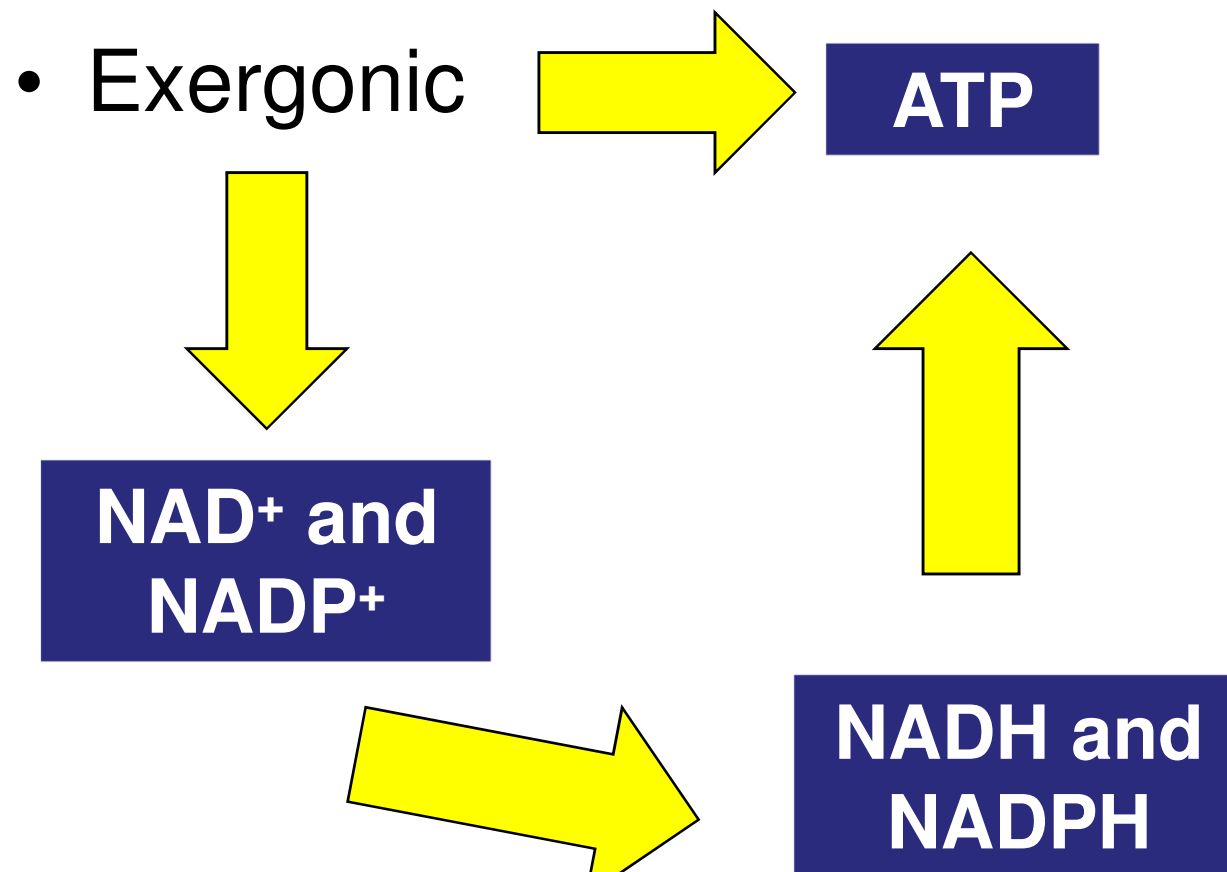 • Exergonic
ATP
NAD⁺ and
NADP⁺
NADH and
NADPH